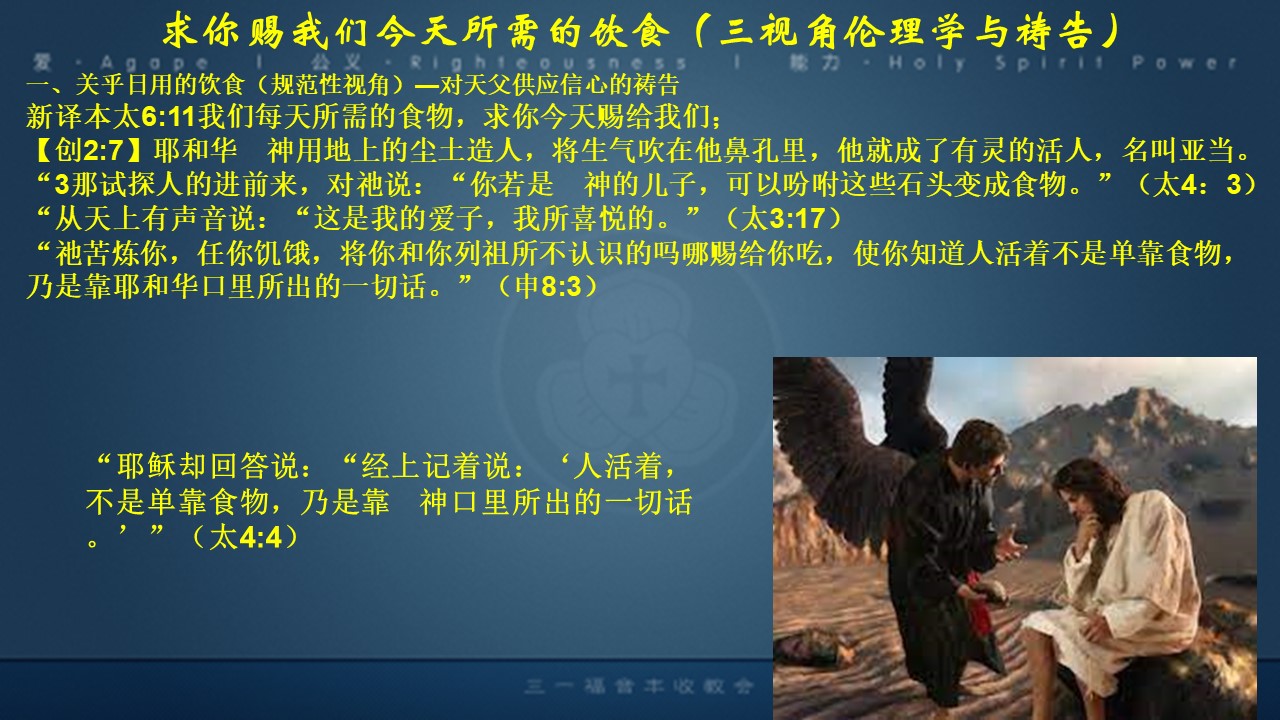 求你赐我们今天所需的饮食（三视角伦理学与祷告）
爱·Agape | 公义·Righteousness | 能力·Holy Spirit Power
一、关乎日用的饮食（规范性视角）—对天父供应信心的祷告
新译本太6:11我们每天所需的食物，求你今天赐给我们；
【创2:7】耶和华　神用地上的尘土造人，将生气吹在他鼻孔里，他就成了有灵的活人，名叫亚当。
“3那试探人的进前来，对祂说：“你若是　神的儿子，可以吩咐这些石头变成食物。”（太4：3）
“从天上有声音说：“这是我的爱子，我所喜悦的。”（太3:17）
“祂苦炼你，任你饥饿，将你和你列祖所不认识的吗哪赐给你吃，使你知道人活着不是单靠食物，
乃是靠耶和华口里所出的一切话。”（申8:3）
“耶稣却回答说：“经上记着说：‘人活着，
不是单靠食物，乃是靠　神口里所出的一切话
。’”（太4:4）
三一福音丰收教会